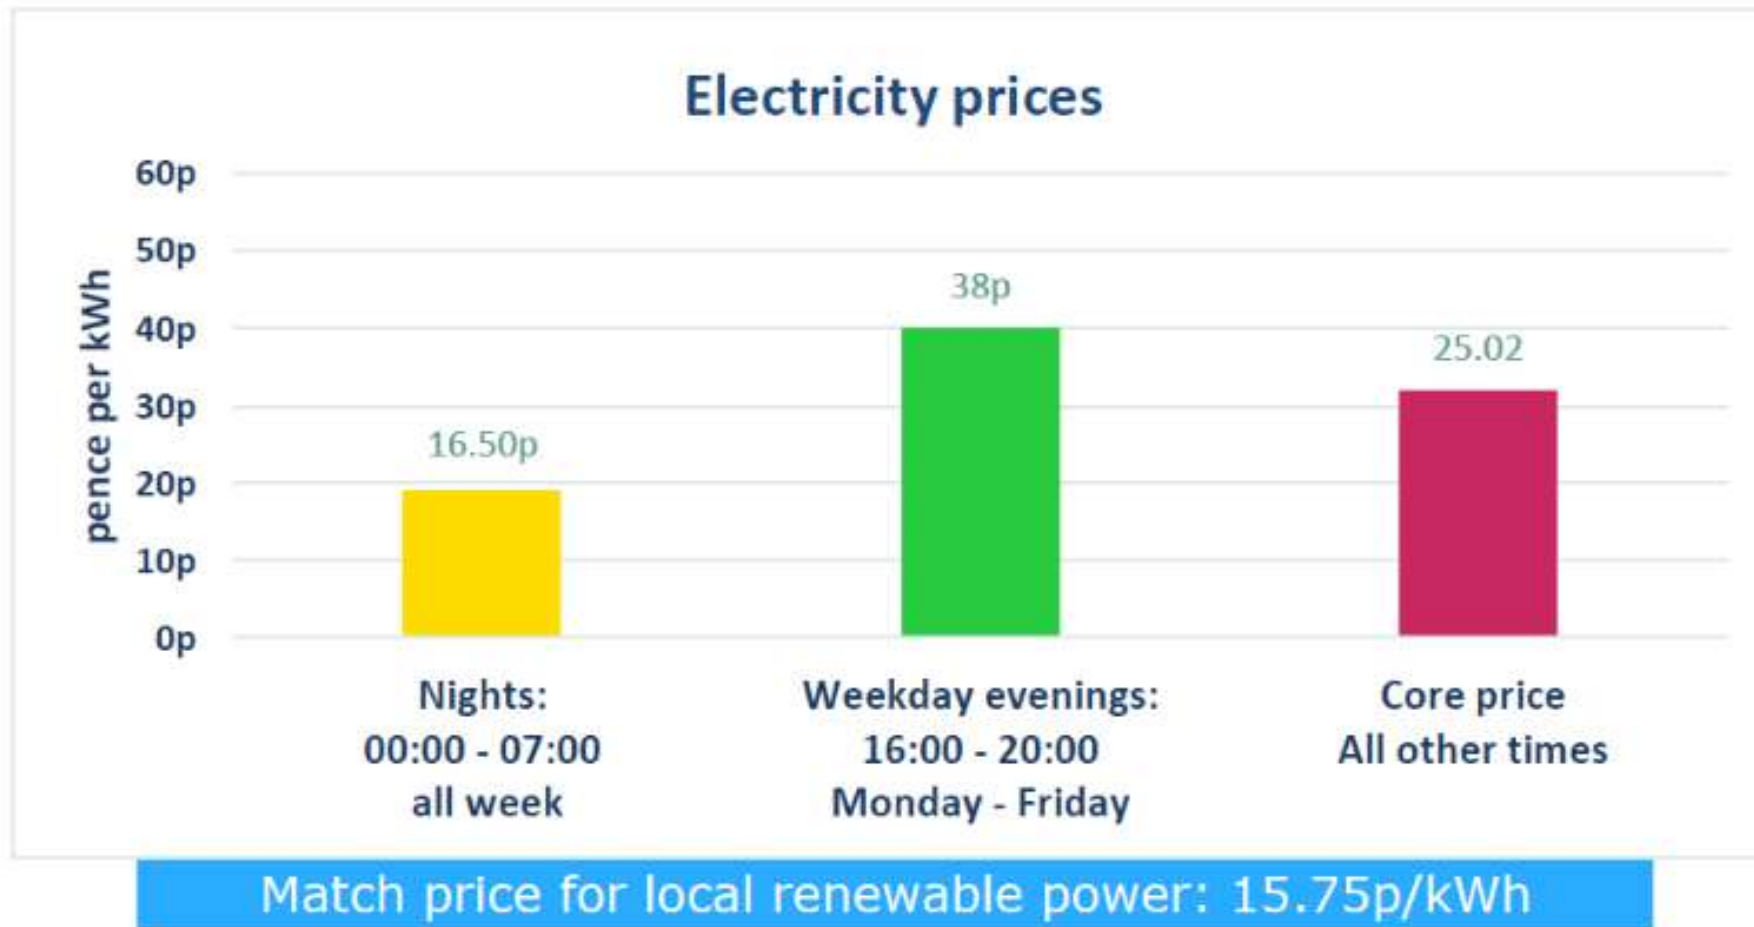 Electricity prices
60p
50p
40p
30p
20p
10p
0p
pence per kWh
16.50p
38p
25.02
Nights:
00:00 - 07:00
all week
Weekday evenings:
16:00 - 20:00
Monday - Friday
Core price
All other times
Match price for local renewable power: 15.75p/kWh